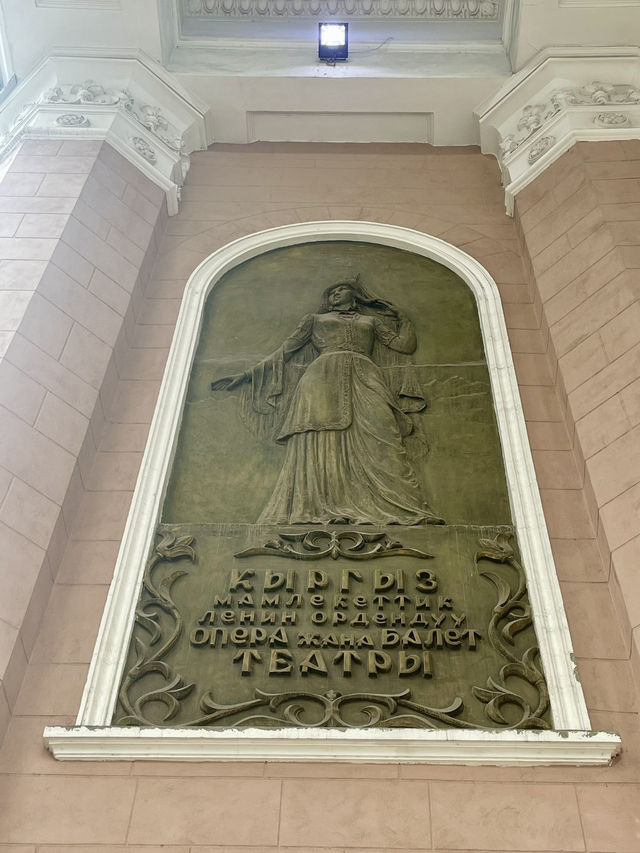 КЫРГЫЗ
МАМЛЕКЕТТИК
ЛЕНИН ОРДЕНДУУ
ОПЕРА ЖАНА БАЛЕТ
ТЕАТРЫ